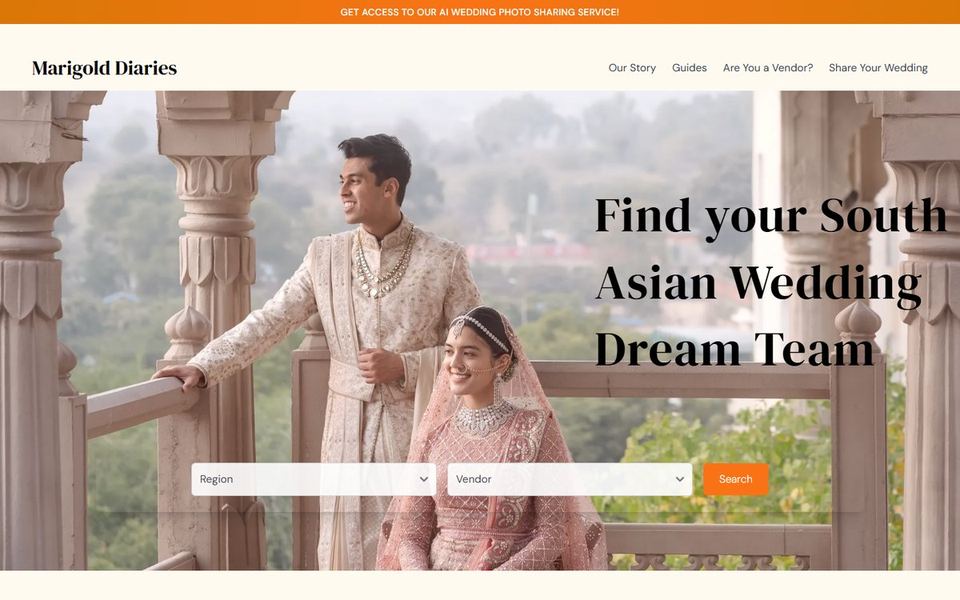 GET ACCESS TO OUR AI WEDDING PHOTO SHARING SERVICE!
Marigold Diaries
Our Story
Guides
Are You a Vendor?
Share Your Wedding
Find your South
Asian Wedding
Dream Team
Region
Vendor
Search